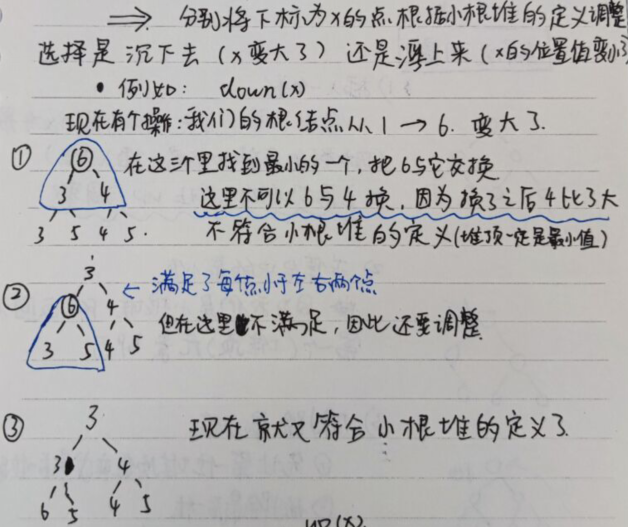 ⟹ 分别将下标为x的点根据小根堆的定义调整
选择是沉下去(x变大了)还是浮上来(x的位置值变小了
• 例如: down(x)
现在有个操作:我们的根结点从 1 → 6. 变大了.
① 6 在这三个里找到最小的一个,把6与它交换
3 4 这里不可以6与4换,因为换了之后4比3大
3 5 4 5. 不符合小根堆的定义(堆顶一定是最小值)
3
② ← 满足了每个点小于左右两个点
6 4 但在这里不满足,因此还要调整
3 5 4 5
③ 3 现在就又符合小根堆的定义了.
3 4
6 5 4 5
up(x)